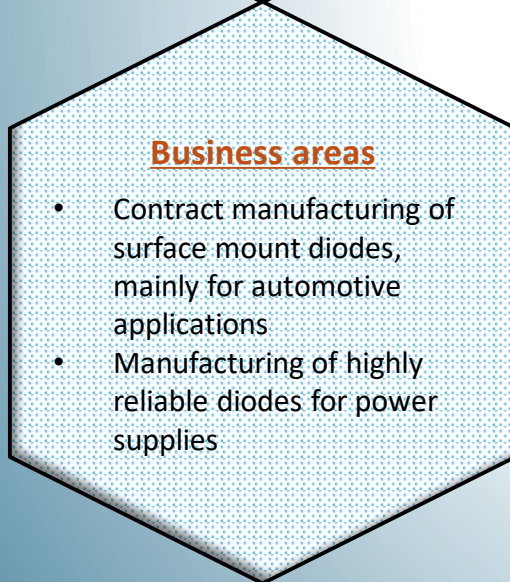 Business areas
• Contract manufacturing of
surface mount diodes,
mainly for automotive
applications
• Manufacturing of highly
reliable diodes for power
supplies